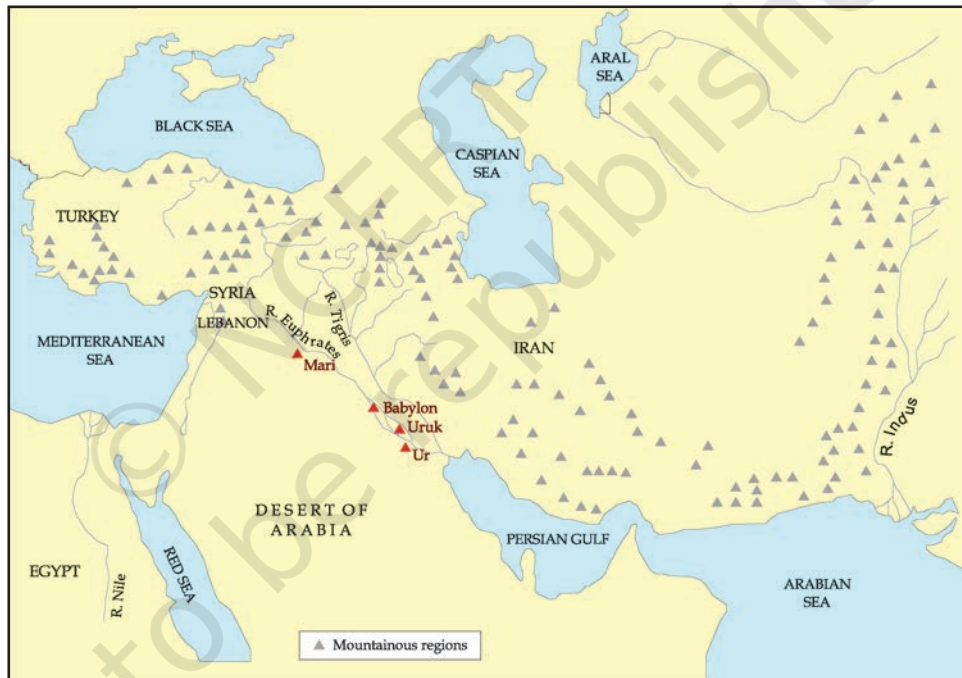 ARAL
SEA
BLACK SEA
CASPIAN
SEA
TURKEY
SYRIA
LEBANON
R. Euphrates
R. Tigris
MEDITERRANEAN
SEA
IRAN
Mari
Babylon
Uruk
Ur
R. Indus
DESERT OF
ARABIA
PERSIAN GULF
EGYPT
R. Nile
RED SEA
ARABIAN
SEA
Mountainous regions
© NCERT
to be republished